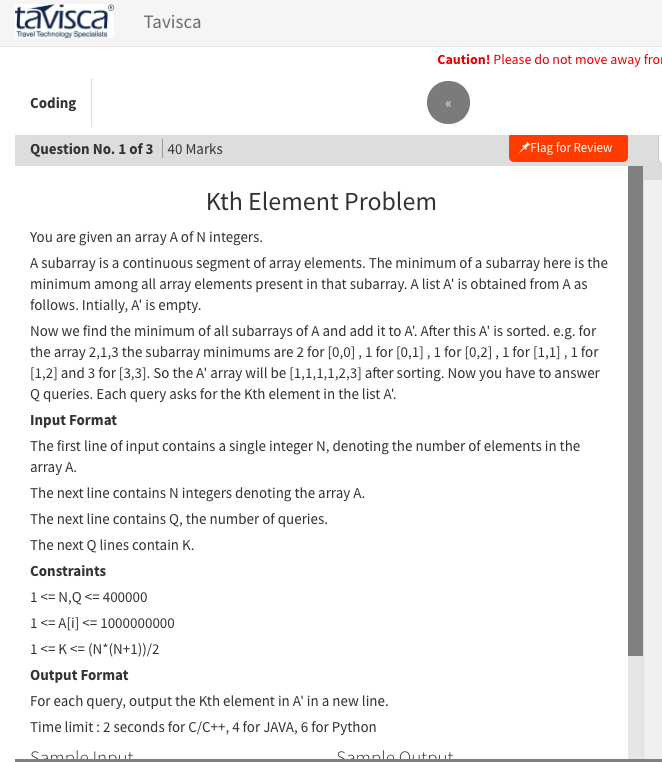 tavisca®
Travel Technology Specialists
Tavisca
Caution! Please do not move away fro
Coding
«
Question No. 1 of 3 | 40 Marks
Flag for Review
Kth Element Problem
You are given an array A of N integers.
A subarray is a continuous segment of array elements. The minimum of a subarray here is the
minimum among all array elements present in that subarray. A list A' is obtained from A as
follows. Intially, A' is empty.
Now we find the minimum of all subarrays of A and add it to A'. After this A' is sorted. e.g. for
the array 2,1,3 the subarray minimums are 2 for [0,0] , 1 for [0,1] , 1 for [0,2] , 1 for [1,1] , 1 for
[1,2] and 3 for [3,3]. So the A' array will be [1,1,1,1,2,3] after sorting. Now you have to answer
Q queries. Each query asks for the Kth element in the list A'.
Input Format
The first line of input contains a single integer N, denoting the number of elements in the
array A.
The next line contains N integers denoting the array A.
The next line contains Q, the number of queries.
The next Q lines contain K.
Constraints
1 <= N,Q <= 400000
1 <= A[i] <= 1000000000
1 <= K <= (N*(N+1))/2
Output Format
For each query, output the Kth element in A' in a new line.
Time limit : 2 seconds for C/C++, 4 for JAVA, 6 for Python
Sample Input
Sample Output